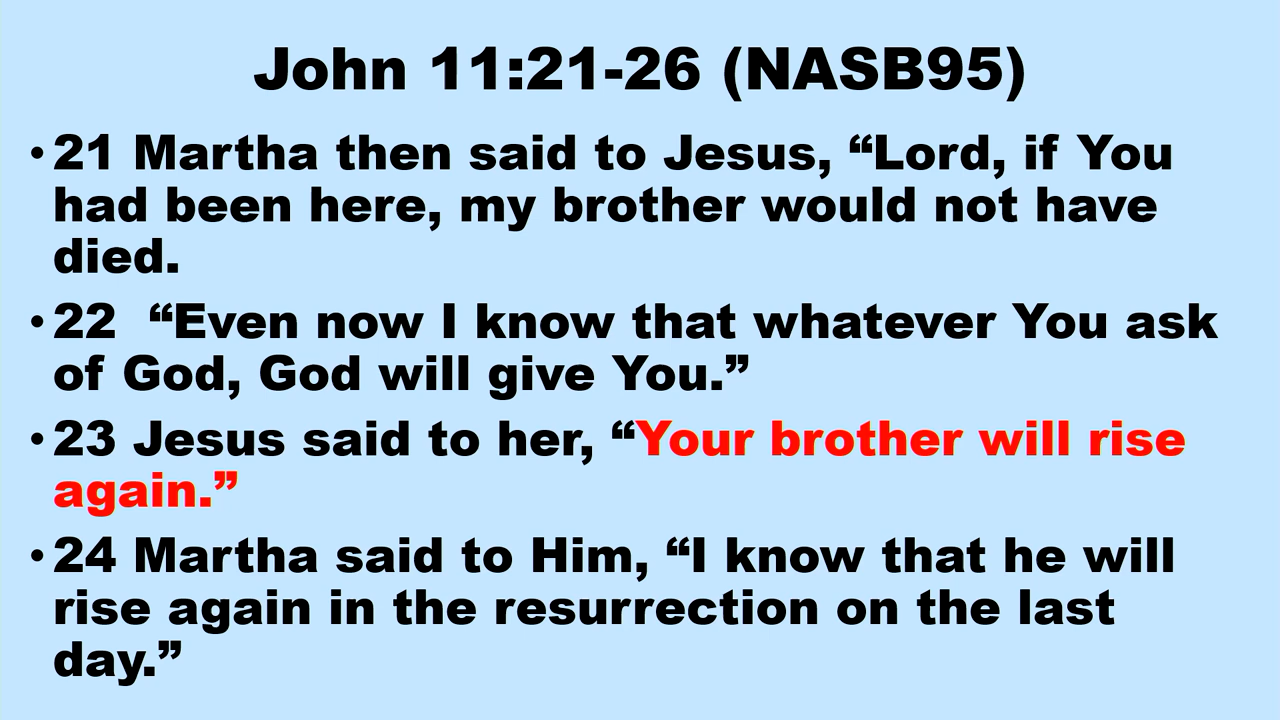 John 11:21-26 (NASB95)
• 21 Martha then said to Jesus, “Lord, if You
had been here, my brother would not have
died.
• 22  “Even now I know that whatever You ask
of God, God will give You.”
• 23 Jesus said to her, “Your brother will rise
again.”
• 24 Martha said to Him, “I know that he will
rise again in the resurrection on the last
day.”